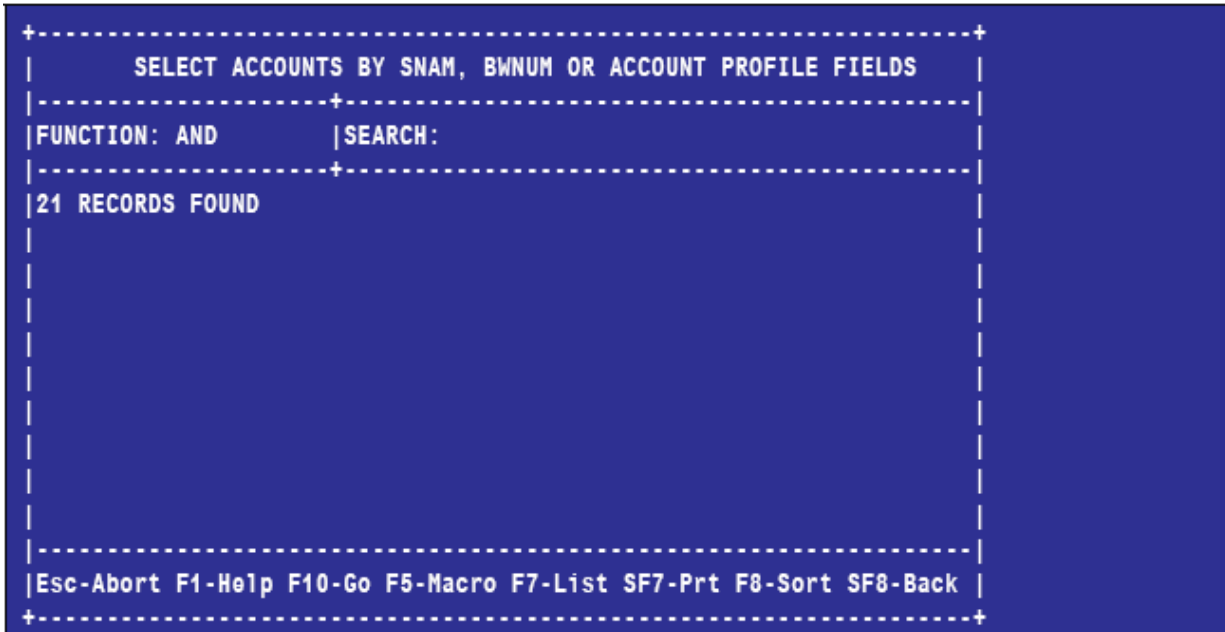 SELECT ACCOUNTS BY SNAM, BWNUM OR ACCOUNT PROFILE FIELDS
FUNCTION: AND |SEARCH:
21 RECORDS FOUND
Esc-Abort F1-Help F10-Go F5-Macro F7-List SF7-Prt F8-Sort SF8-Back